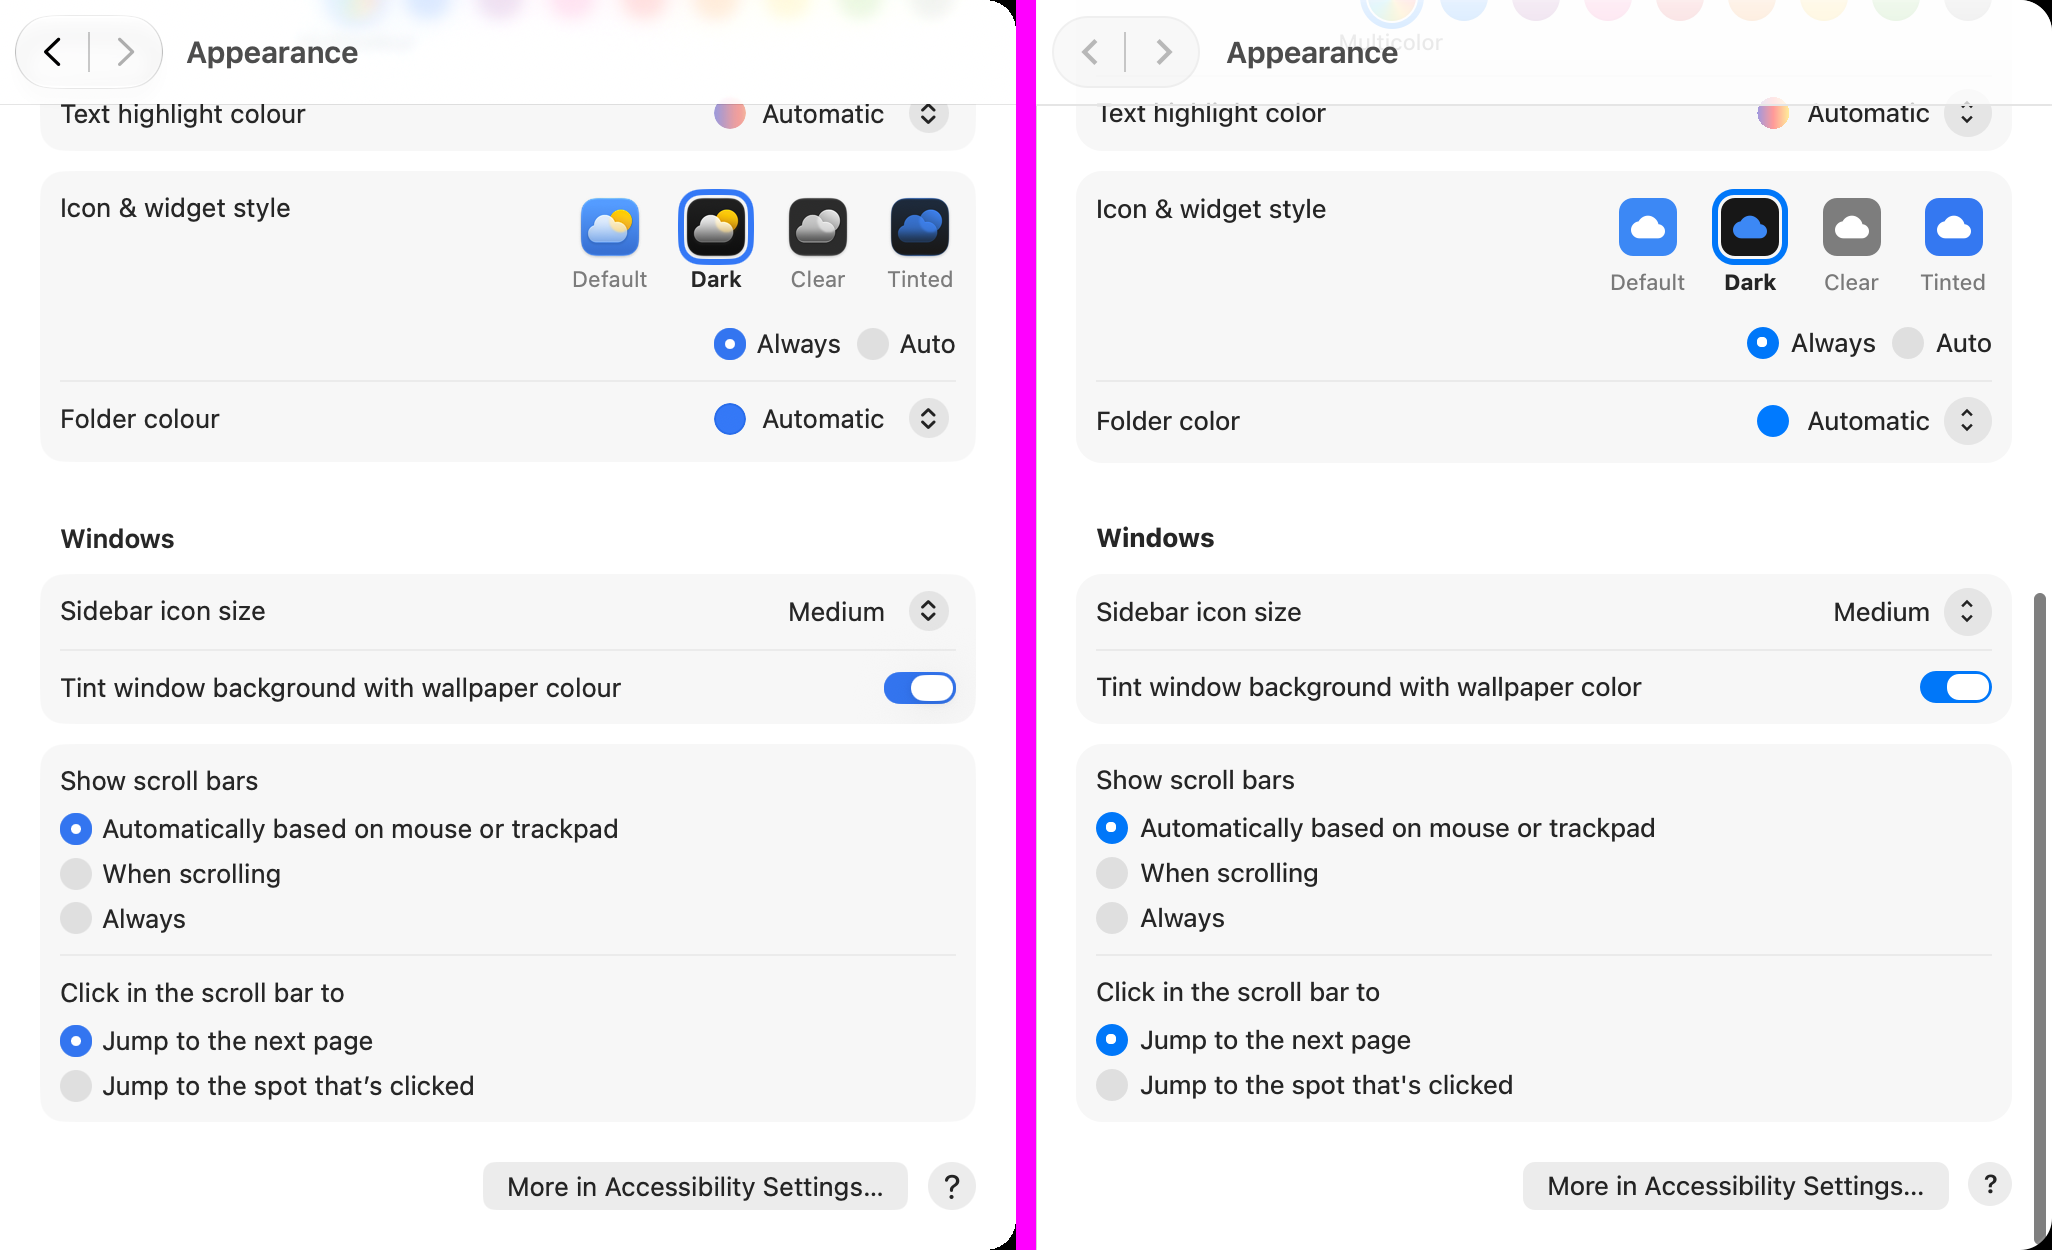 Appearance
Text highlight colour
Automatic
Icon & widget style
Default
Dark
Clear
Tinted
Always
Auto
Folder colour
Automatic
Windows
Sidebar icon size
Medium
Tint window background with wallpaper colour
Show scroll bars
Automatically based on mouse or trackpad
When scrolling
Always
Click in the scroll bar to
Jump to the next page
Jump to the spot that’s clicked
More in Accessibility Settings...
?
Multicolor
Appearance
Text highlight color
Automatic
Icon & widget style
Default
Dark
Clear
Tinted
Always
Auto
Folder color
Automatic
Windows
Sidebar icon size
Medium
Tint window background with wallpaper color
Show scroll bars
Automatically based on mouse or trackpad
When scrolling
Always
Click in the scroll bar to
Jump to the next page
Jump to the spot that's clicked
More in Accessibility Settings...
?